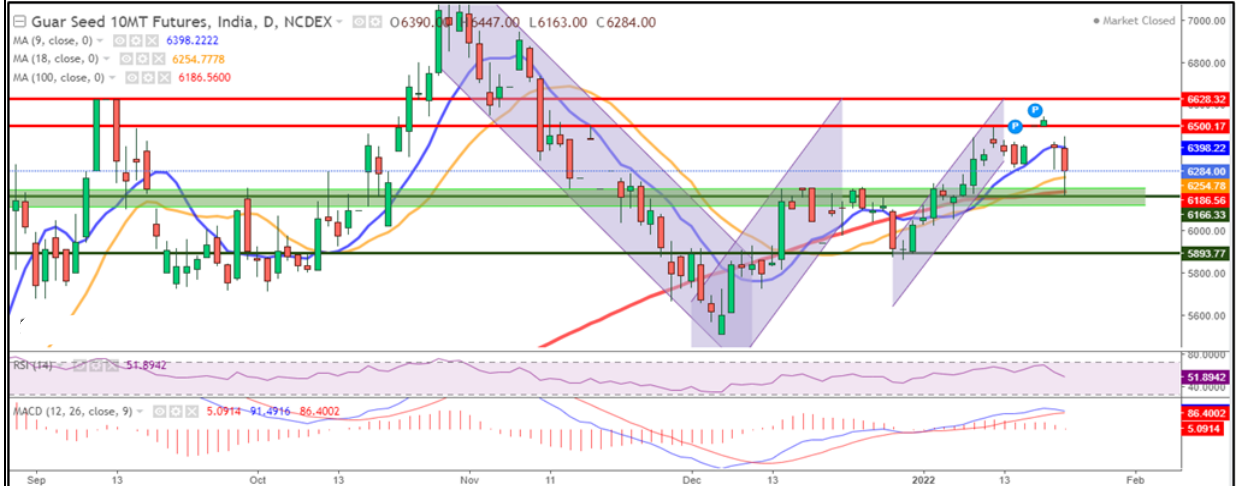 Guar Seed 10MT Futures, India, D, NCDEX O6390.00 H6447.00 L6163.00 C6284.00
Market Closed
MA (9, close, 0) 6398.2222
MA (18, close, 0) 6254.7778
MA (100, close, 0) 6186.5600
7000.00
6800.00
6628.32
6500.17
6398.22
6284.00
6254.78
6186.56
6166.33
6000.00
5893.77
5800.00
5600.00
P
P
RSI (14) 51.8942
80.0000
51.8942
40.0000
MACD (12, 26, close, 9) 5.0914 91.4916 86.4002
86.4002
5.0914
Sep 13 Oct 13 Nov 11 Dec 13 2022 13 Feb